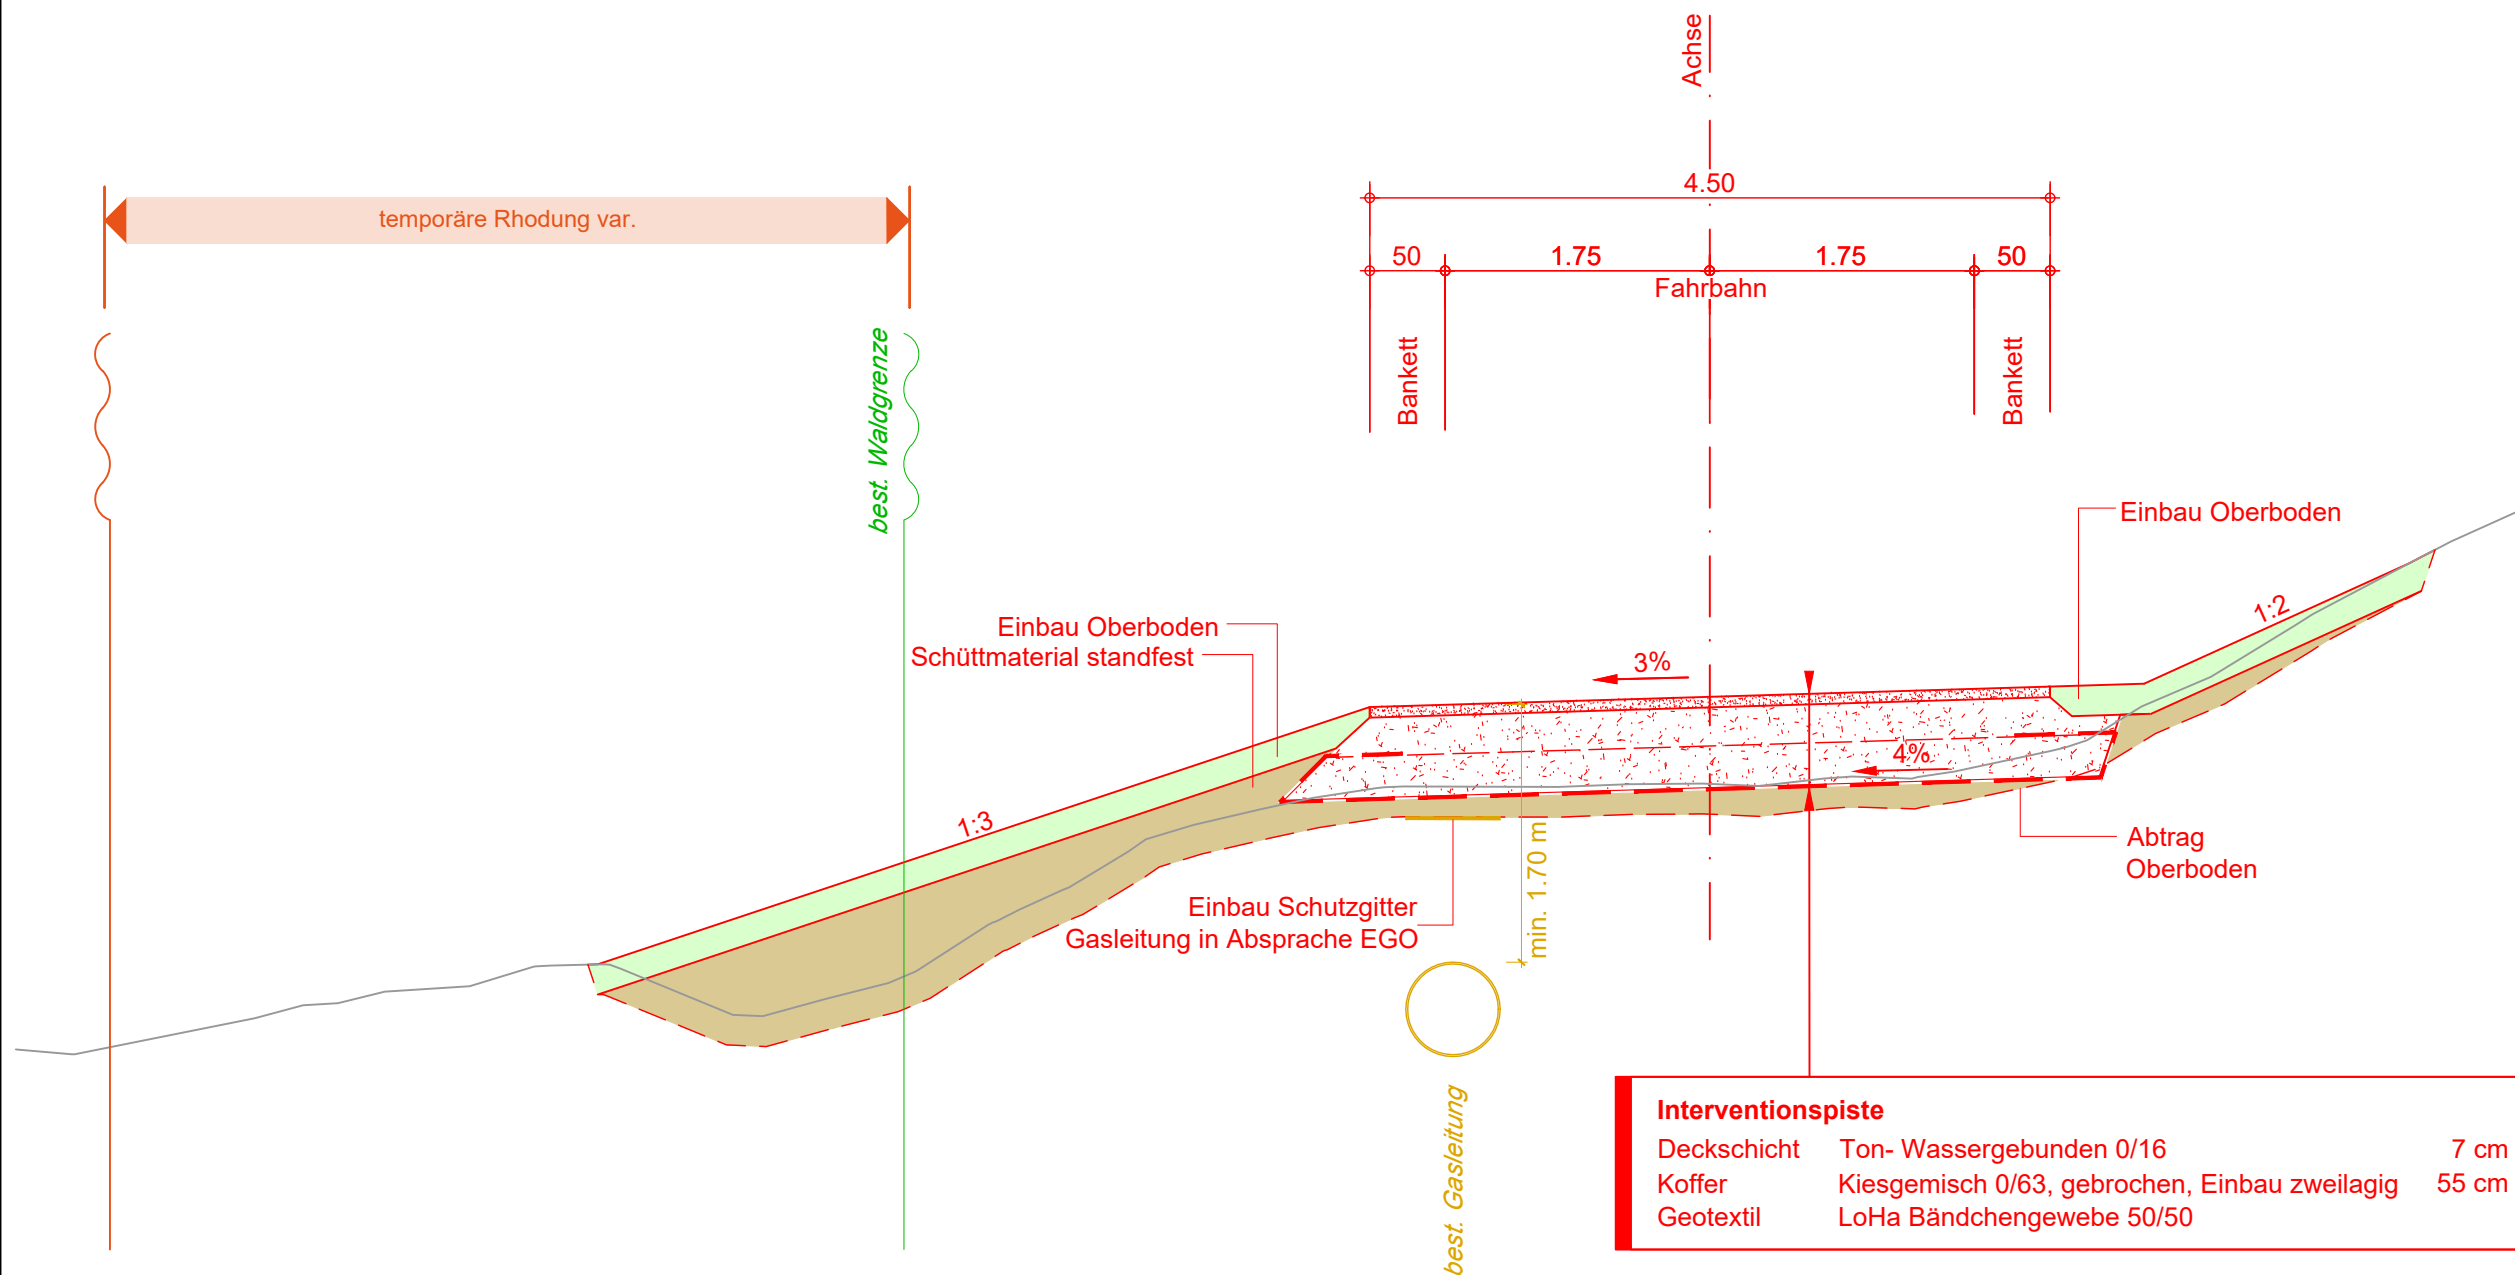 Achse
4.50
temporäre Rhodung var.
50
1.75
1.75
50
Fahrbahn
best. Waldgrenze
Bankett
Bankett
Einbau Oberboden
1:2
Einbau Oberboden
Schüttmaterial standfest
3%
4%
1:3
min. 1.70 m
Abtrag
Oberboden
Einbau Schutzgitter
Gasleitung in Absprache EGO
best. Gasleitung
Interventionspiste
Deckschicht Ton- Wassergebunden 0/16 7 cm
Koffer Kiesgemisch 0/63, gebrochen, Einbau zweilagig 55 cm
Geotextil LoHa Bändchengewebe 50/50